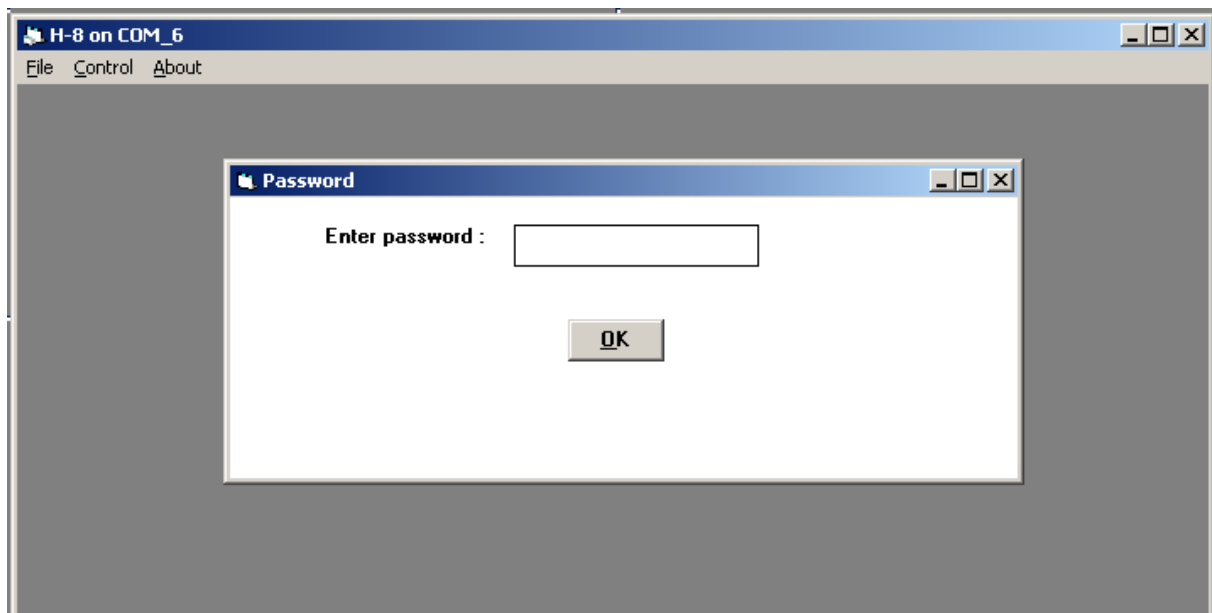 H-8 on COM_6
File Control About
Password
Enter password :
OK